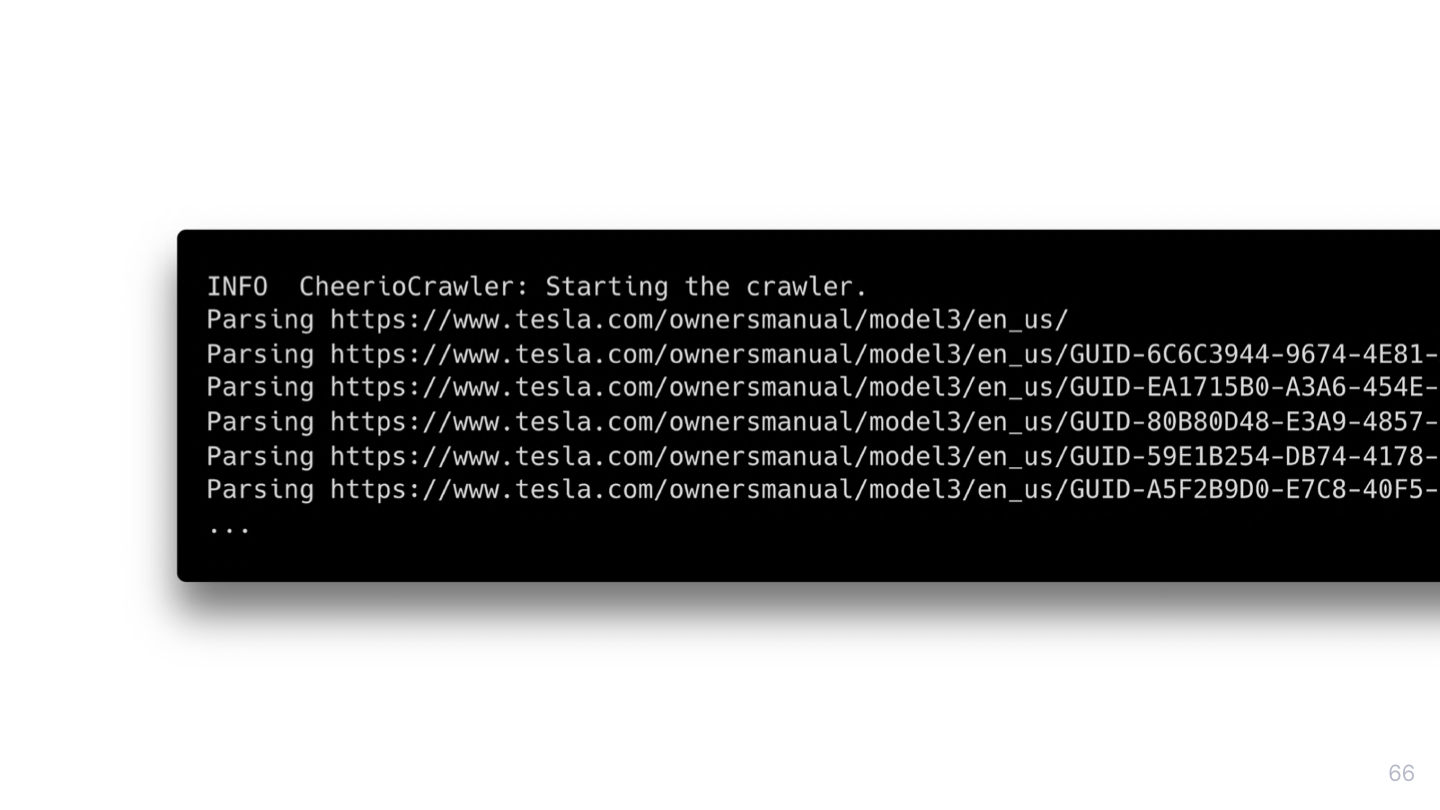 INFO  CheerioCrawler: Starting the crawler.
Parsing https://www.tesla.com/ownersmanual/model3/en_us/
Parsing https://www.tesla.com/ownersmanual/model3/en_us/GUID-6C6C3944-9674-4E81-
Parsing https://www.tesla.com/ownersmanual/model3/en_us/GUID-EA1715B0-A3A6-454E-
Parsing https://www.tesla.com/ownersmanual/model3/en_us/GUID-80B80D48-E3A9-4857-
Parsing https://www.tesla.com/ownersmanual/model3/en_us/GUID-59E1B254-DB74-4178-
Parsing https://www.tesla.com/ownersmanual/model3/en_us/GUID-A5F2B9D0-E7C8-40F5-
...
66